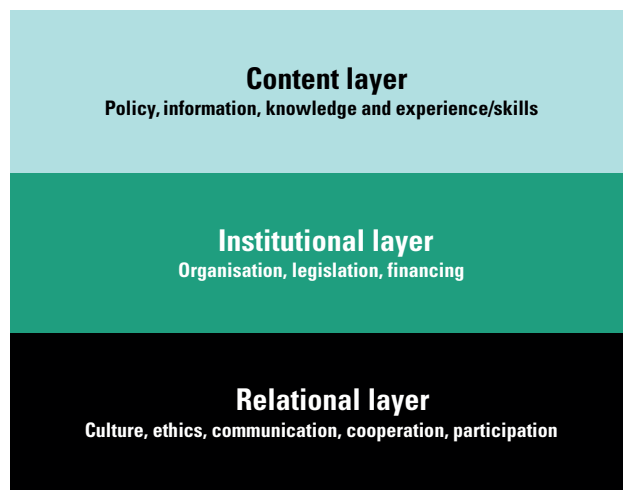 Content layer
Policy, information, knowledge and experience/skills
Institutional layer
Organisation, legislation, financing
Relational layer
Culture, ethics, communication, cooperation, participation